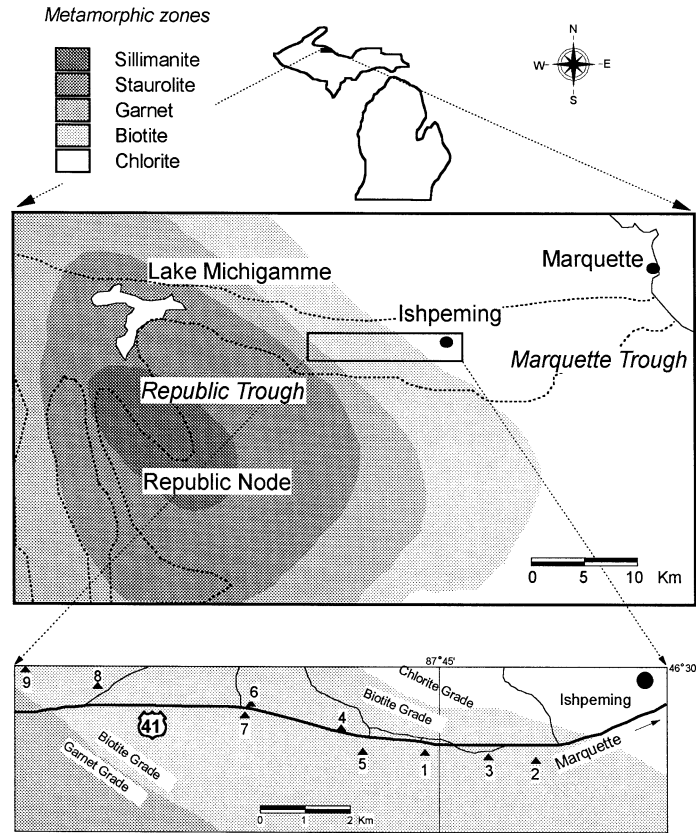 Metamorphic zones
Sillimanite
Staurolite
Garnet
Biotite
Chlorite
N
W
E
S
Lake Michigamme
Marquette
Ishpeming
Marquette Trough
Republic Trough
Republic Node
0 5 10 Km
87°45'
46°30
9
8
Chlorite Grade
Biotite Grade
Ishpeming
6
41
7
4
5
1
3
2
Marquette
Biotite Grade
Garnet Grade
0 1 2 Km